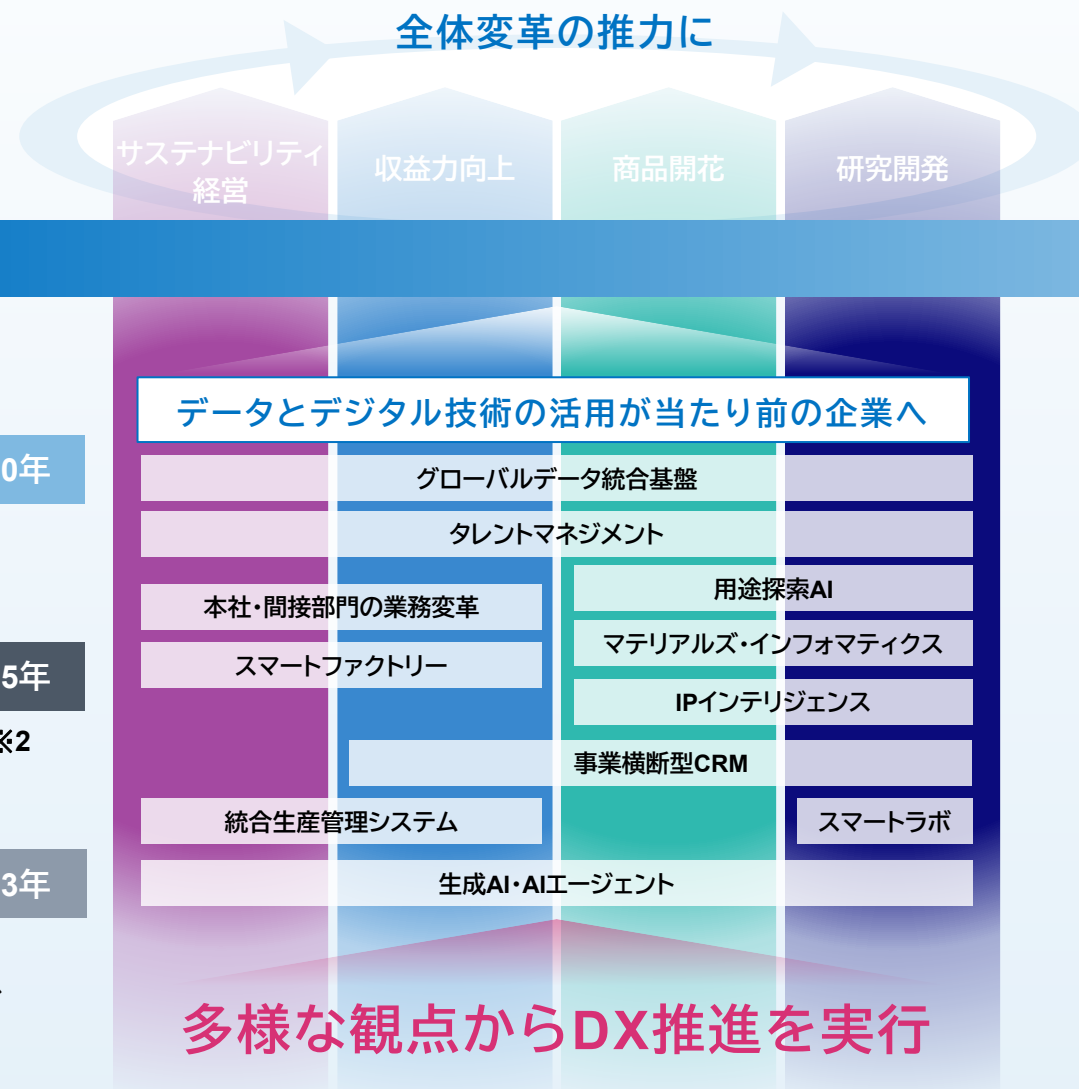 全体変革の推力に
サステナビリティ
経営
収益力向上
商品開花
研究開発
データとデジタル技術の活用が当たり前の企業へ
0年
グローバルデータ統合基盤
タレントマネジメント
用途探索AI
本社・間接部門の業務変革
マテリアルズ・インフォマティクス
スマートファクトリー
5年
IPインテリジェンス
※2
事業横断型CRM
統合生産管理システム
スマートラボ
3年
生成AI・AIエージェント
多様な観点からDX推進を実行